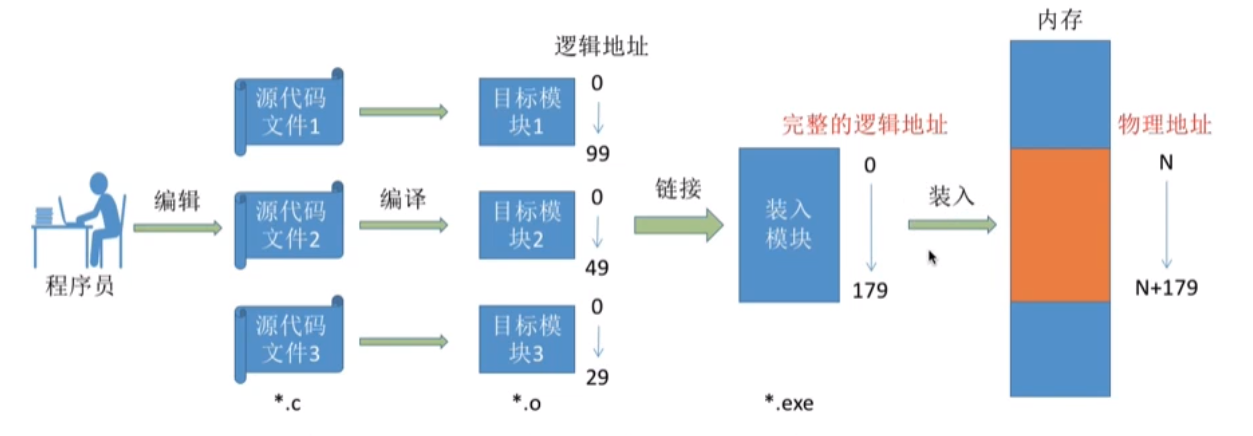 内存
逻辑地址
源代码
文件1
目标模
块1
0
99
完整的逻辑地址
物理地址
编辑
编译
源代码
文件2
目标模
块2
0
49
链接
装入
模块
0
179
装入
N
N+179
程序员
源代码
文件3
目标模
块3
0
29
*.c
*.o
*.exe